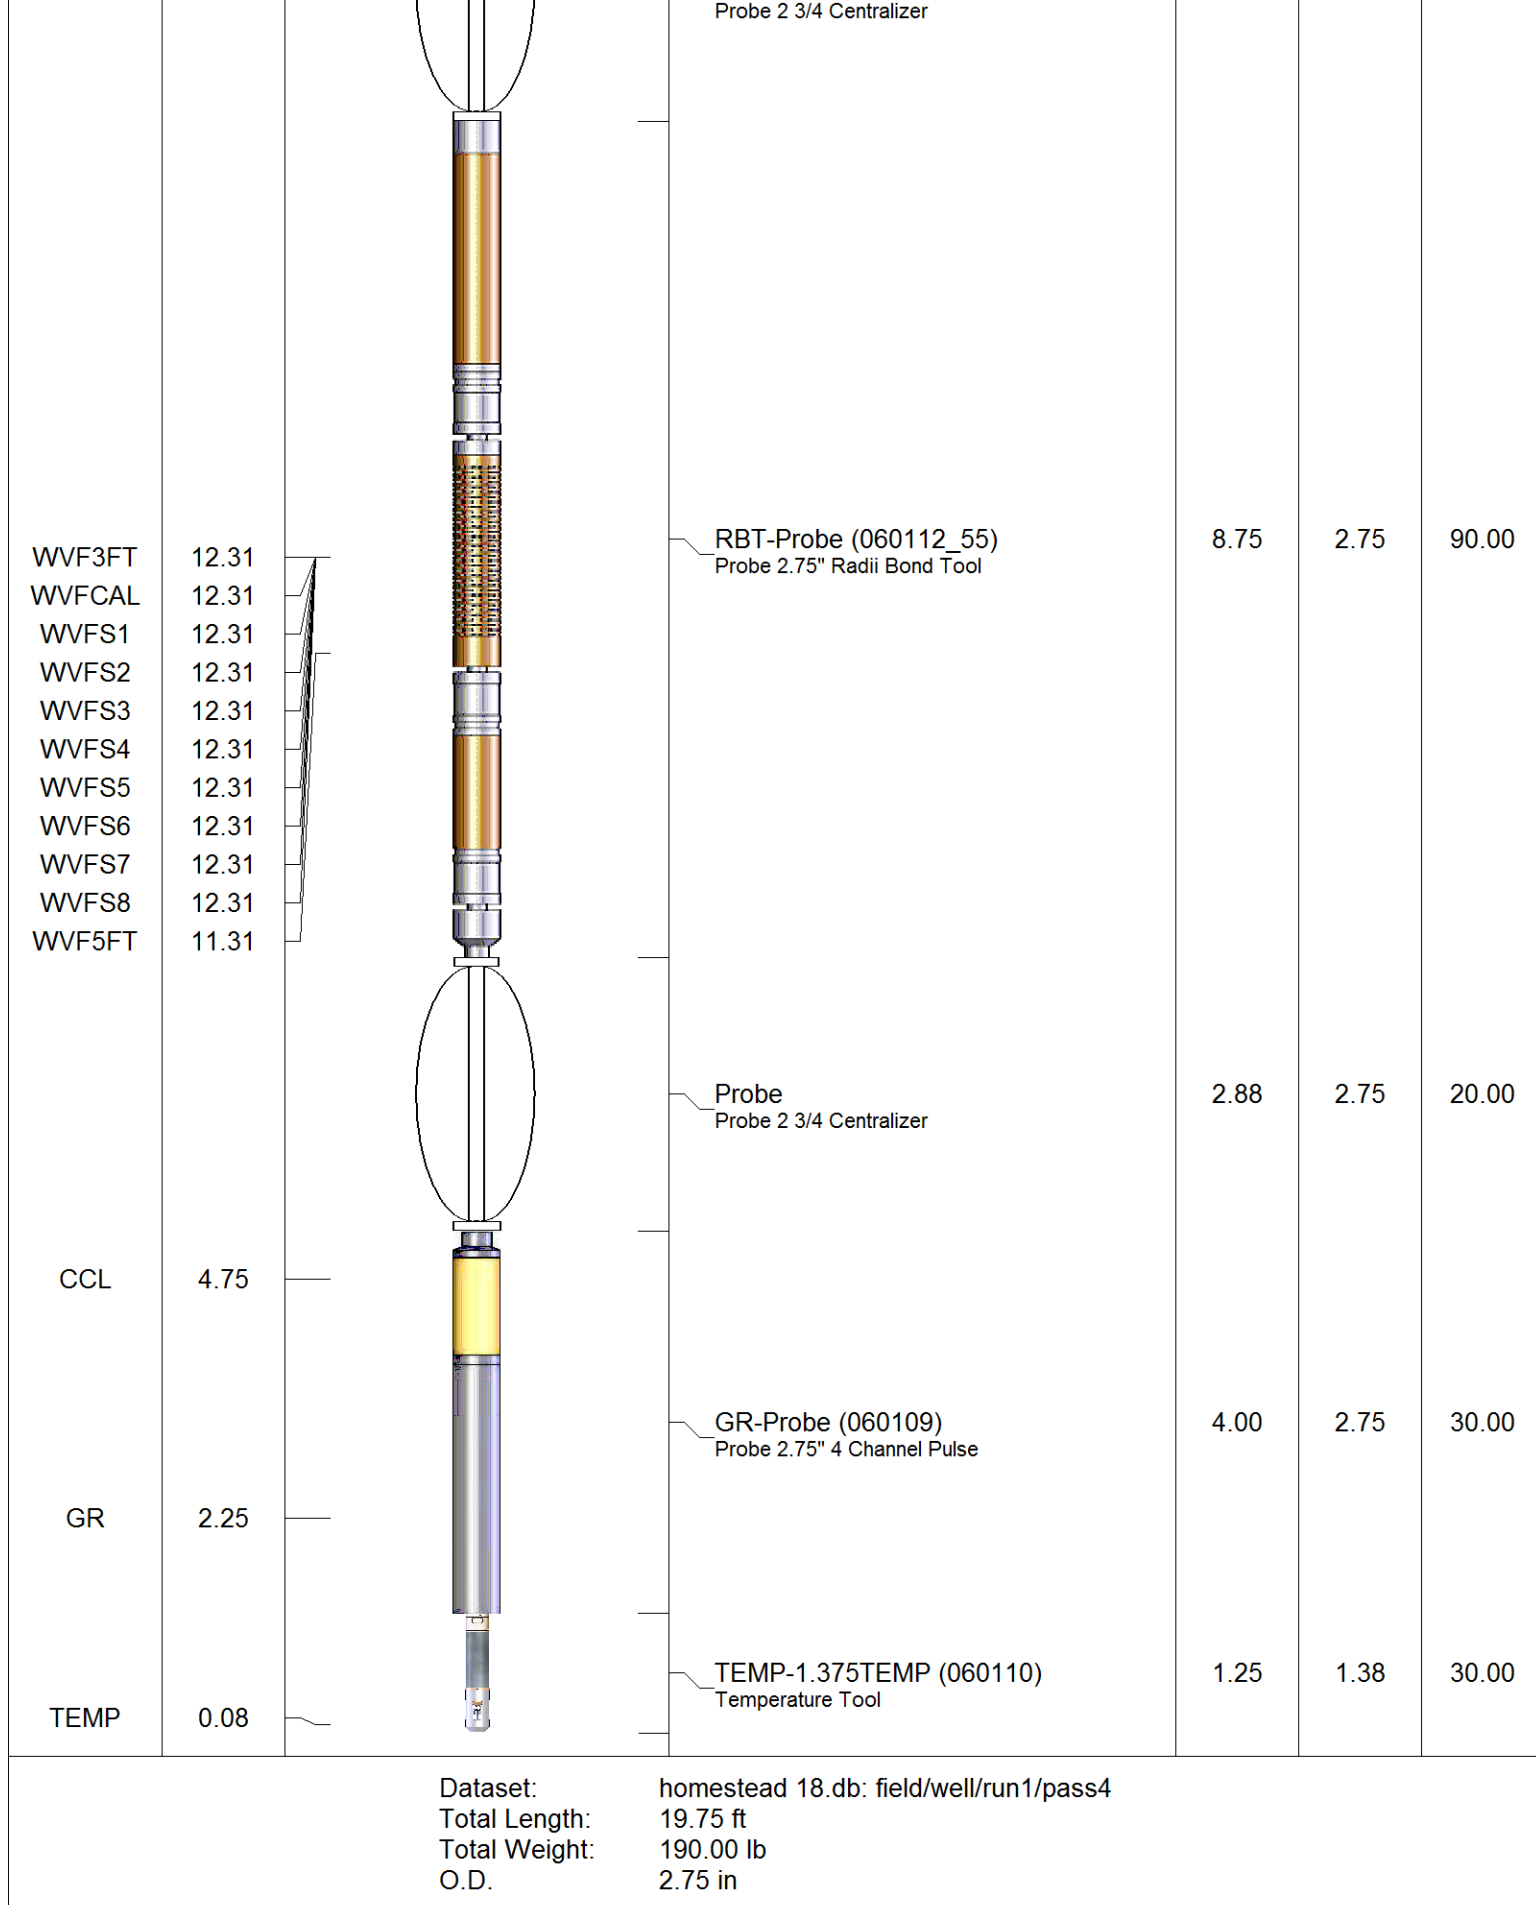 Probe 2 3/4 Centralizer
RBT-Probe (060112_55) 8.75 2.75 90.00
WVF3FT 12.31
Probe 2.75" Radii Bond Tool
WVFCAL 12.31
WVFS1 12.31
WVFS2 12.31
WVFS3 12.31
WVFS4 12.31
WVFS5 12.31
WVFS6 12.31
WVFS7 12.31
WVFS8 12.31
WVF5FT 11.31
Probe 2.88 2.75 20.00
Probe 2 3/4 Centralizer
CCL 4.75
GR-Probe (060109) 4.00 2.75 30.00
Probe 2.75" 4 Channel Pulse
GR 2.25
TEMP-1.375TEMP (060110) 1.25 1.38 30.00
Temperature Tool
TEMP 0.08
Dataset: homestead 18.db: field/well/run1/pass4
Total Length: 19.75 ft
Total Weight: 190.00 lb
O.D. 2.75 in